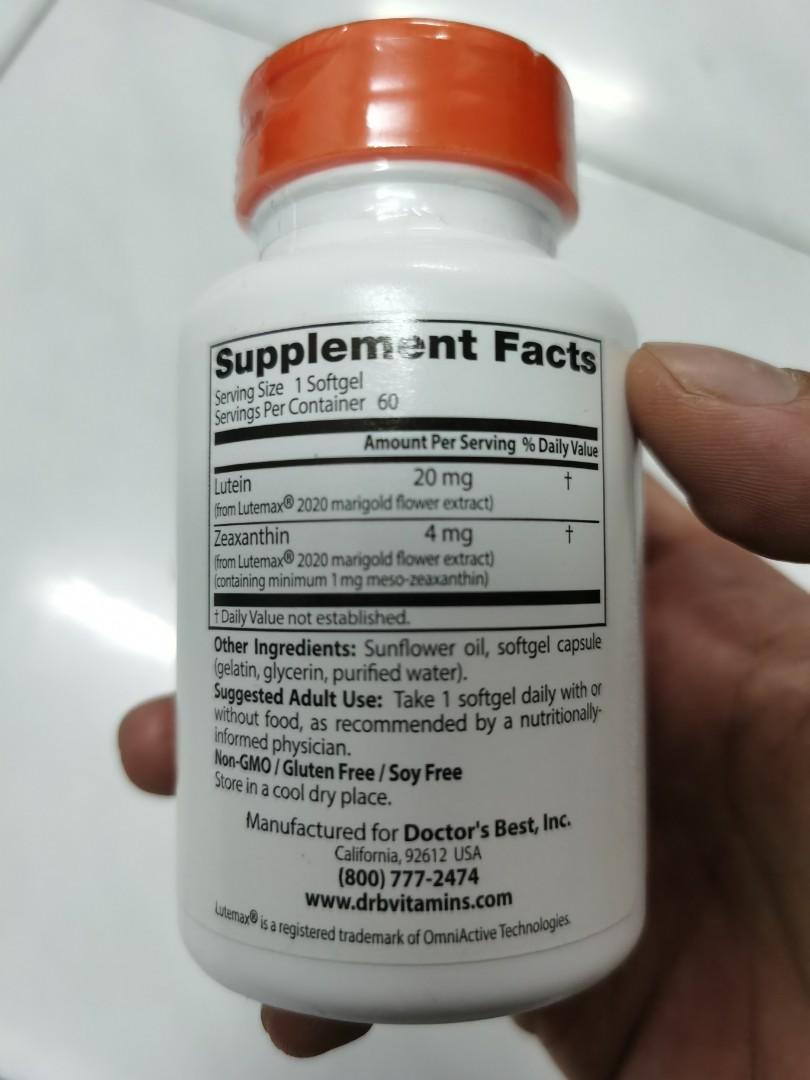 Supplement Facts
Serving Size 1 Softgel
Servings Per Container 60
Amount Per Serving % Daily Value
Lutein 20 mg †
(from Lutemax® 2020 marigold flower extract)
Zeaxanthin 4 mg †
(from Lutemax® 2020 marigold flower extract)
(containing minimum 1 mg meso-zeaxanthin)
† Daily Value not established.
Other Ingredients: Sunflower oil, softgel capsule
(gelatin, glycerin, purified water).
Suggested Adult Use: Take 1 softgel daily with or
without food, as recommended by a nutritionally-
informed physician.
Non-GMO / Gluten Free / Soy Free
Store in a cool dry place.
Manufactured for Doctor's Best, Inc.
California, 92612 USA
(800) 777-2474
www.drbvitamins.com
Lutemax® is a registered trademark of OmniActive Technologies.